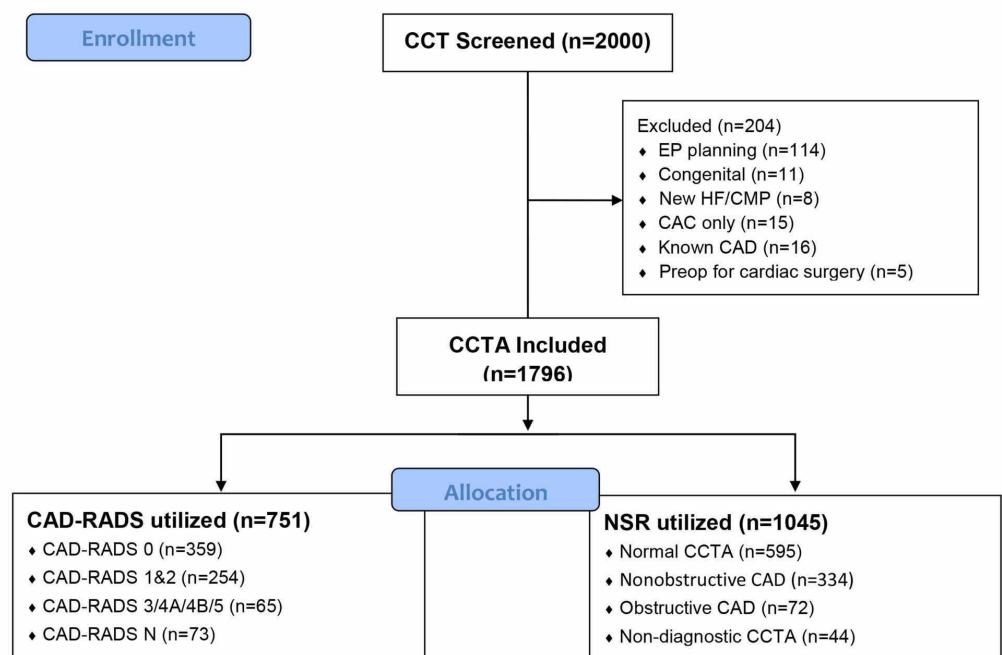 Enrollment
CCT Screened (n=2000)
Excluded (n=204)
♦ EP planning (n=114)
♦ Congenital (n=11)
♦ New HF/CMP (n=8)
♦ CAC only (n=15)
♦ Known CAD (n=16)
♦ Preop for cardiac surgery (n=5)
CCTA Included
(n=1796)
Allocation
CAD-RADS utilized (n=751)
♦ CAD-RADS 0 (n=359)
♦ CAD-RADS 1&2 (n=254)
♦ CAD-RADS 3/4A/4B/5 (n=65)
♦ CAD-RADS N (n=73)
NSR utilized (n=1045)
♦ Normal CCTA (n=595)
♦ Nonobstructive CAD (n=334)
♦ Obstructive CAD (n=72)
♦ Non-diagnostic CCTA (n=44)